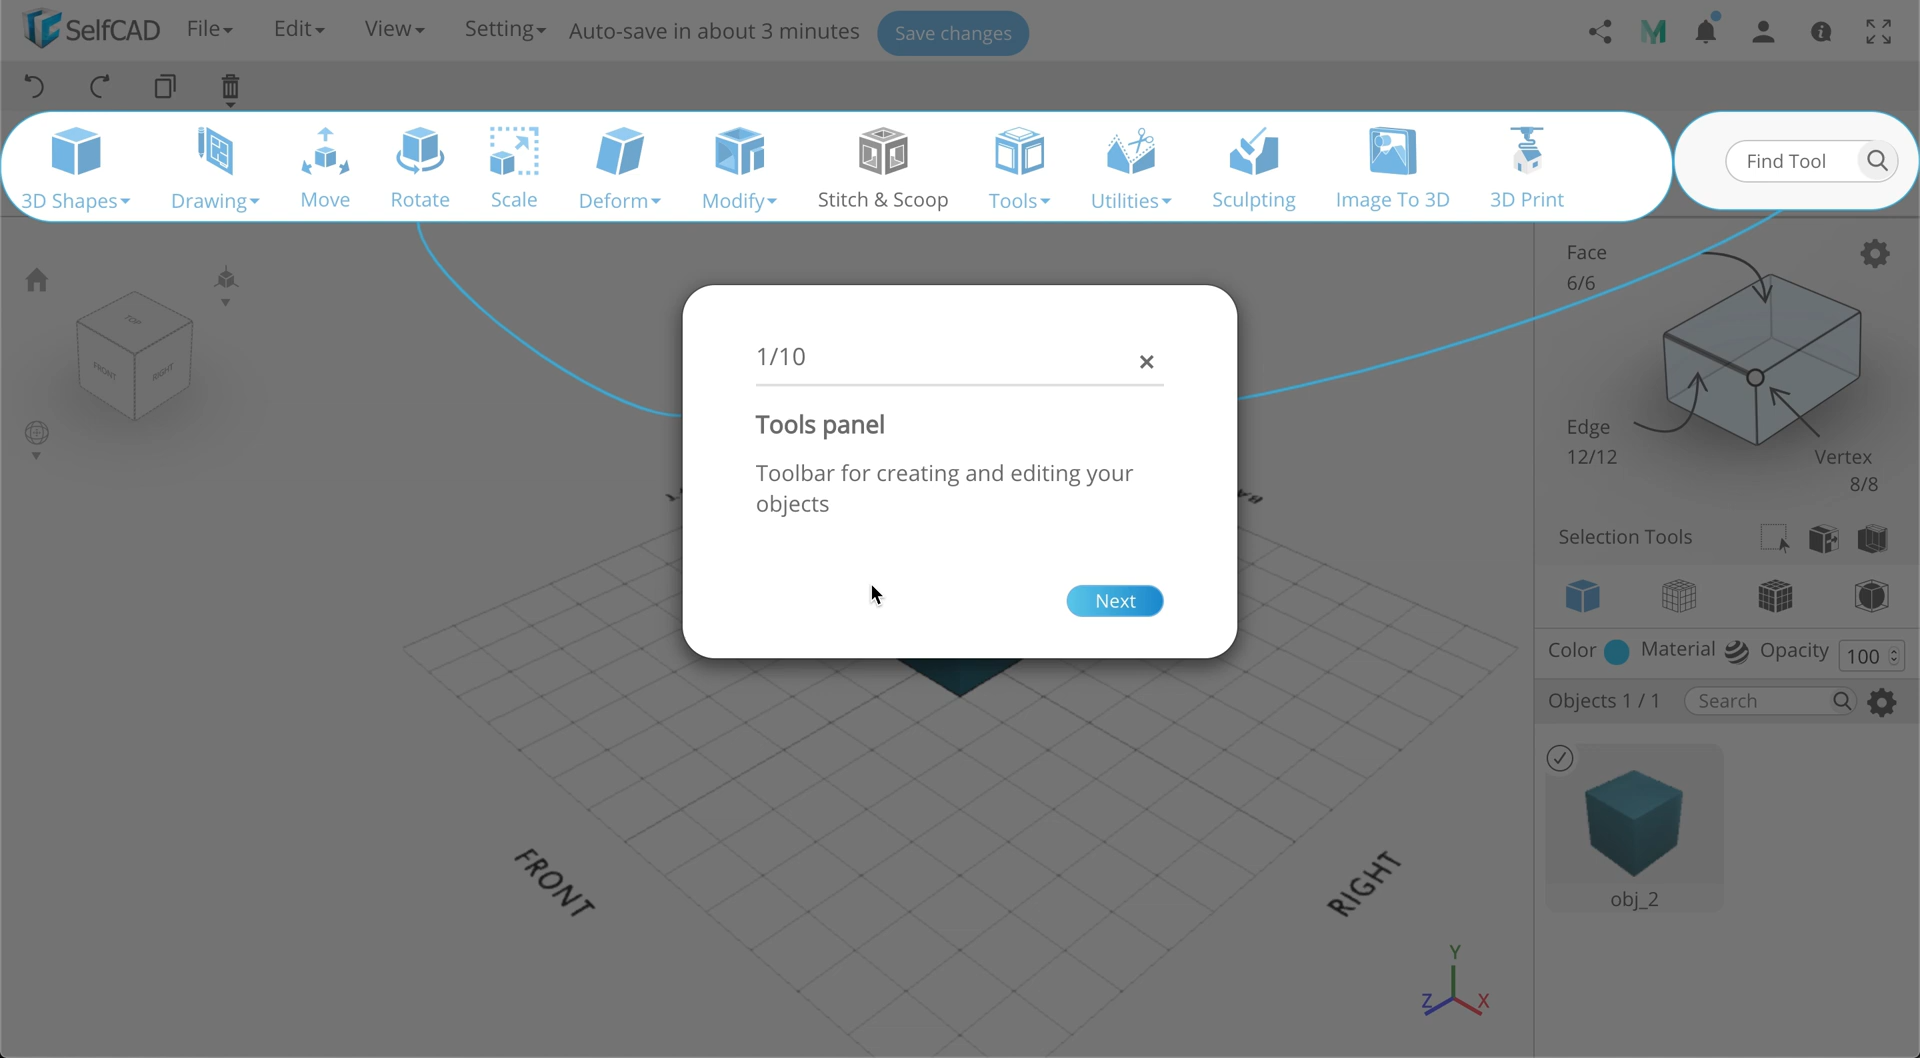 SelfCAD File Edit View Setting Auto-save in about 3 minutes Save changes
3D Shapes Drawing Move Rotate Scale Deform Modify Stitch & Scoop Tools Utilities Sculpting Image To 3D 3D Print Find Tool
TOP
FRONT RIGHT
1/10
Tools panel
Toolbar for creating and editing your
objects
Next
FRONT
RIGHT
Y
Z X
Face
6/6
Edge
12/12
Vertex
8/8
Selection Tools
Color Material Opacity 100
Objects 1 / 1 Search
obj_2